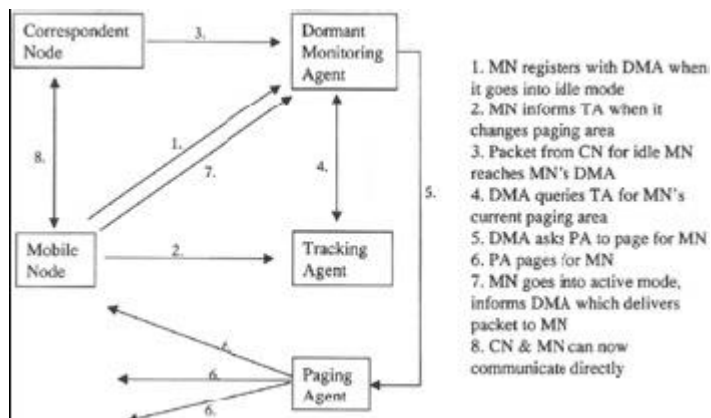 Correspondent
Node
3.
Dormant
Monitoring
Agent
1.
7.
8.
4.
5.
Mobile
Node
2.
Tracking
Agent
6.
6.
6.
Paging
Agent
1. MN registers with DMA when
it goes into idle mode
2. MN informs TA when it
changes paging area
3. Packet from CN for idle MN
reaches MN's DMA
4. DMA queries TA for MN's
current paging area
5. DMA asks PA to page for MN
6. PA pages for MN
7. MN goes into active mode,
informs DMA which delivers
packet to MN
8. CN & MN can now
communicate directly